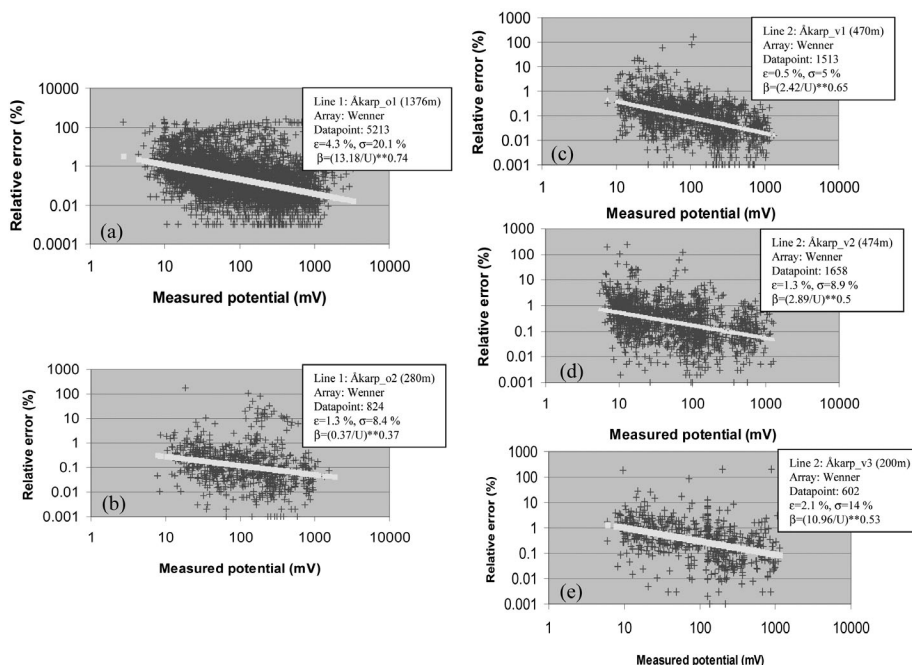 Relative error (%)
10000
100
1
0.01
0.0001
Line 1: Åkarp_o1 (1376m)
Array: Wenner
Datapoint: 5213
ε=4.3 %, σ=20.1 %
β=(13.18/U)**0.74
(a)
1 10 100 1000 10000
Measured potential (mV)
Relative error (%)
1000
100
10
1
0.1
0.01
0.001
Line 1: Åkarp_o2 (280m)
Array: Wenner
Datapoint: 824
ε=1.3 %, σ=8.4 %
β=(0.37/U)**0.37
(b)
1 10 100 1000 10000
Measured potential (mV)
Relative error (%)
1000
100
10
1
0.1
0.01
0.001
Line 2: Åkarp_v1 (470m)
Array: Wenner
Datapoint: 1513
ε=0.5 %, σ=5 %
β=(2.42/U)**0.65
(c)
1 10 100 1000 10000
Measured potential (mV)
Relative error (%)
1000
100
10
1
0.1
0.01
0.001
Line 2: Åkarp_v2 (474m)
Array: Wenner
Datapoint: 1658
ε=1.3 %, σ=8.9 %
β=(2.89/U)**0.5
(d)
1 10 100 1000 10000
Measured potential (mV)
Relative error (%)
1000
100
10
1
0.1
0.01
0.001
Line 2: Åkarp_v3 (200m)
Array: Wenner
Datapoint: 602
ε=2.1 %, σ=14 %
β=(10.96/U)**0.53
(e)
1 10 100 1000 10000
Measured potential (mV)